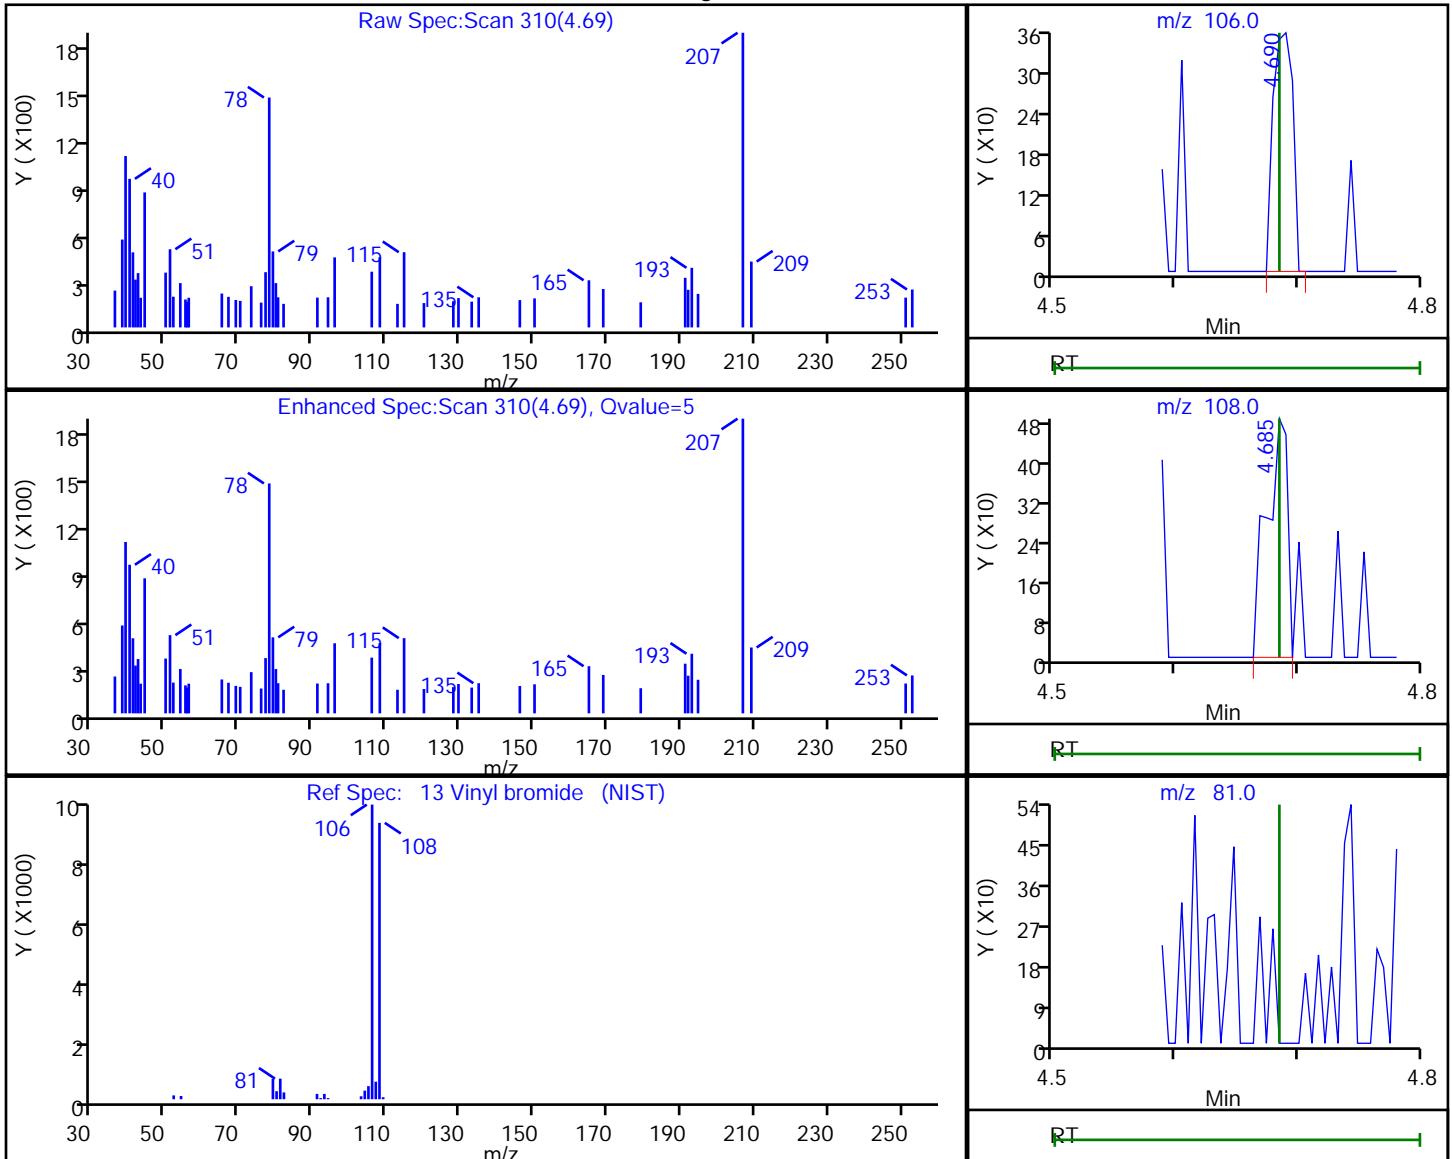 Raw Spec:Scan 310(4.69)
Y ( X100)
18
15
12
9
6
3
0
207
78
40
51
79
115
135
165
193
209
253
30 50 70 90 110 130 150 170 190 210 230 250
m/z
m/z 106.0
Y ( X10)
36
30
24
18
12
6
0
4.690
4.5 4.8
Min
RT
Enhanced Spec:Scan 310(4.69), Qvalue=5
Y ( X100)
18
15
12
9
6
3
0
207
78
40
51
79
115
135
165
193
209
253
30 50 70 90 110 130 150 170 190 210 230 250
m/z
m/z 108.0
Y ( X10)
48
40
32
24
16
8
0
4.685
4.5 4.8
Min
RT
Ref Spec: 13 Vinyl bromide (NIST)
Y ( X1000)
10
8
6
4
2
0
106
108
81
30 50 70 90 110 130 150 170 190 210 230 250
m/z
m/z 81.0
Y ( X10)
54
45
36
27
18
9
0
4.5 4.8
Min
RT